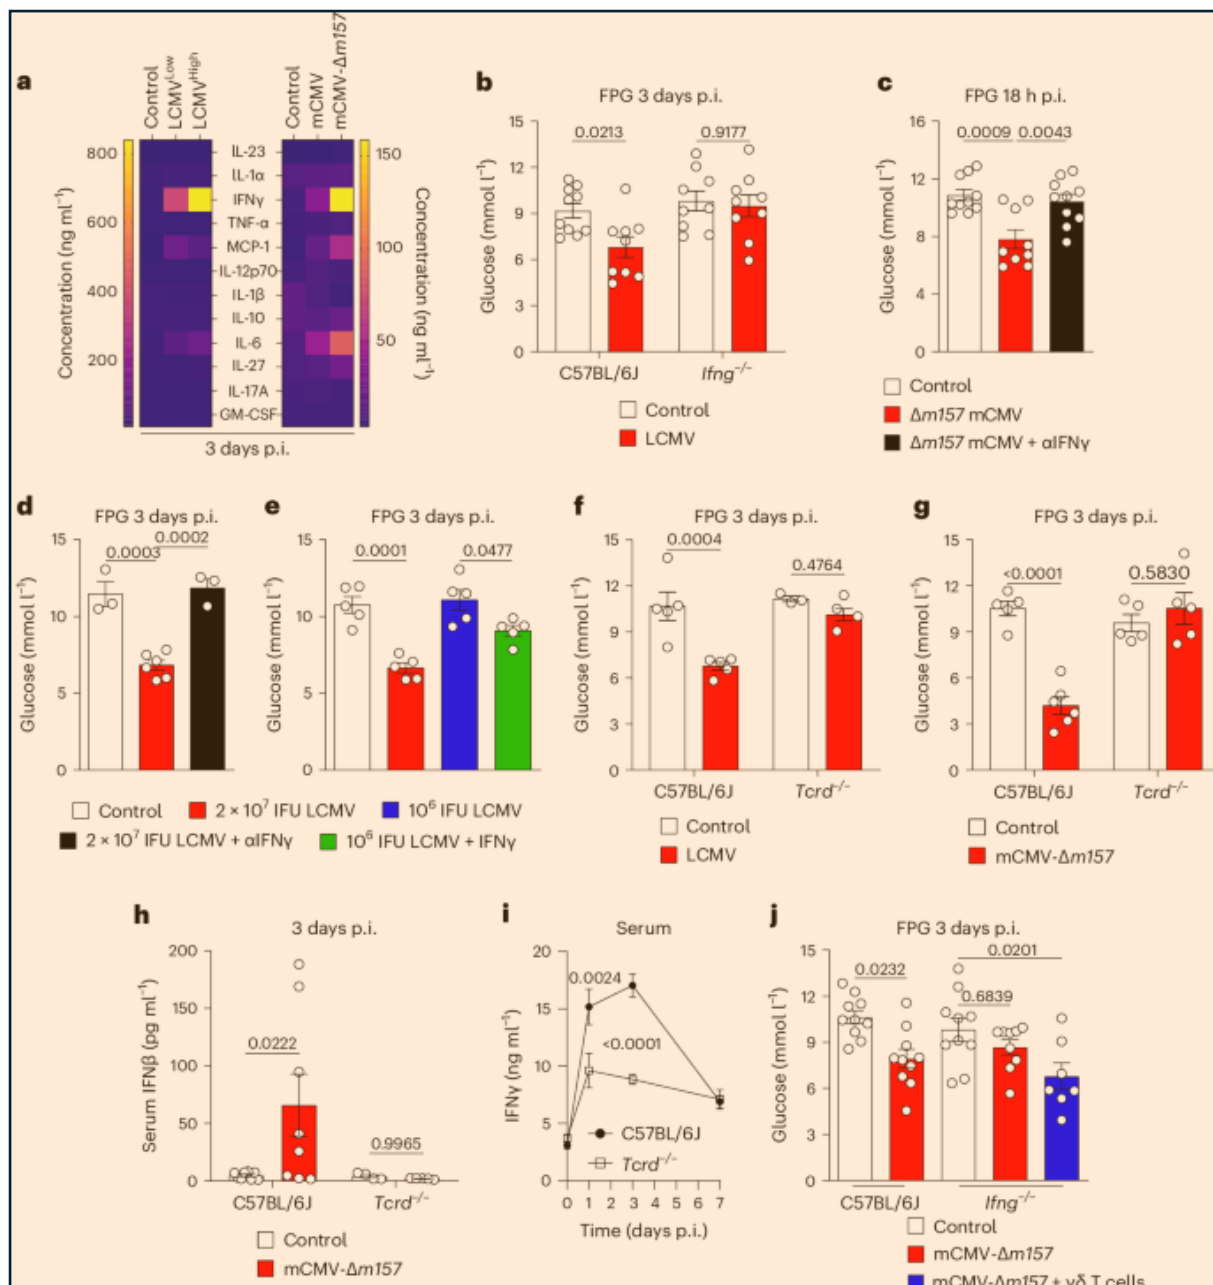 a
Control
LCMV^Low
LCMV^High
Control
mCMV
mCMV-Δm157
800
600
400
200
Concentration (ng ml⁻¹)
IL-23
IL-1α
IFNγ
TNF-α
MCP-1
IL-12p70
IL-1β
IL-10
IL-6
IL-27
IL-17A
GM-CSF
150
100
50
Concentration (ng ml⁻¹)
3 days p.i.
b
FPG 3 days p.i.
0.0213 0.9177
Glucose (mmol l⁻¹)
15
12
9
6
3
0
C57BL/6J Ifng⁻/⁻
Control
LCMV
c
FPG 18 h p.i.
0.0009 0.0043
Glucose (mmol l⁻¹)
16
12
8
4
0
Control
Δm157 mCMV
Δm157 mCMV + αIFNγ
d
FPG 3 days p.i.
0.0003 0.0002
Glucose (mmol l⁻¹)
15
10
5
0
e
FPG 3 days p.i.
0.0001 0.0477
Glucose (mmol l⁻¹)
15
10
5
0
Control 2 × 10⁷ IFU LCMV 10⁶ IFU LCMV
2 × 10⁷ IFU LCMV + αIFNγ 10⁶ IFU LCMV + IFNγ
f
FPG 3 days p.i.
0.0004 0.4764
Glucose (mmol l⁻¹)
15
10
5
0
C57BL/6J Tcrd⁻/⁻
Control
LCMV
g
FPG 3 days p.i.
<0.0001 0.5830
Glucose (mmol l⁻¹)
15
12
9
6
3
0
C57BL/6J Tcrd⁻/⁻
Control
mCMV-Δm157
h
3 days p.i.
0.0222 0.9965
Serum IFNβ (pg ml⁻¹)
200
150
100
50
0
C57BL/6J Tcrd⁻/⁻
Control
mCMV-Δm157
i
Serum
0.0024
<0.0001
IFNγ (ng ml⁻¹)
20
15
10
5
0
C57BL/6J
Tcrd⁻/⁻
0 1 2 3 4 5 6 7
Time (days p.i.)
j
FPG 3 days p.i.
0.0201
0.0232 0.6839
Glucose (mmol l⁻¹)
15
12
9
6
3
0
C57BL/6J Ifng⁻/⁻
Control
mCMV-Δm157
mCMV-Δm157 + γδ T cells